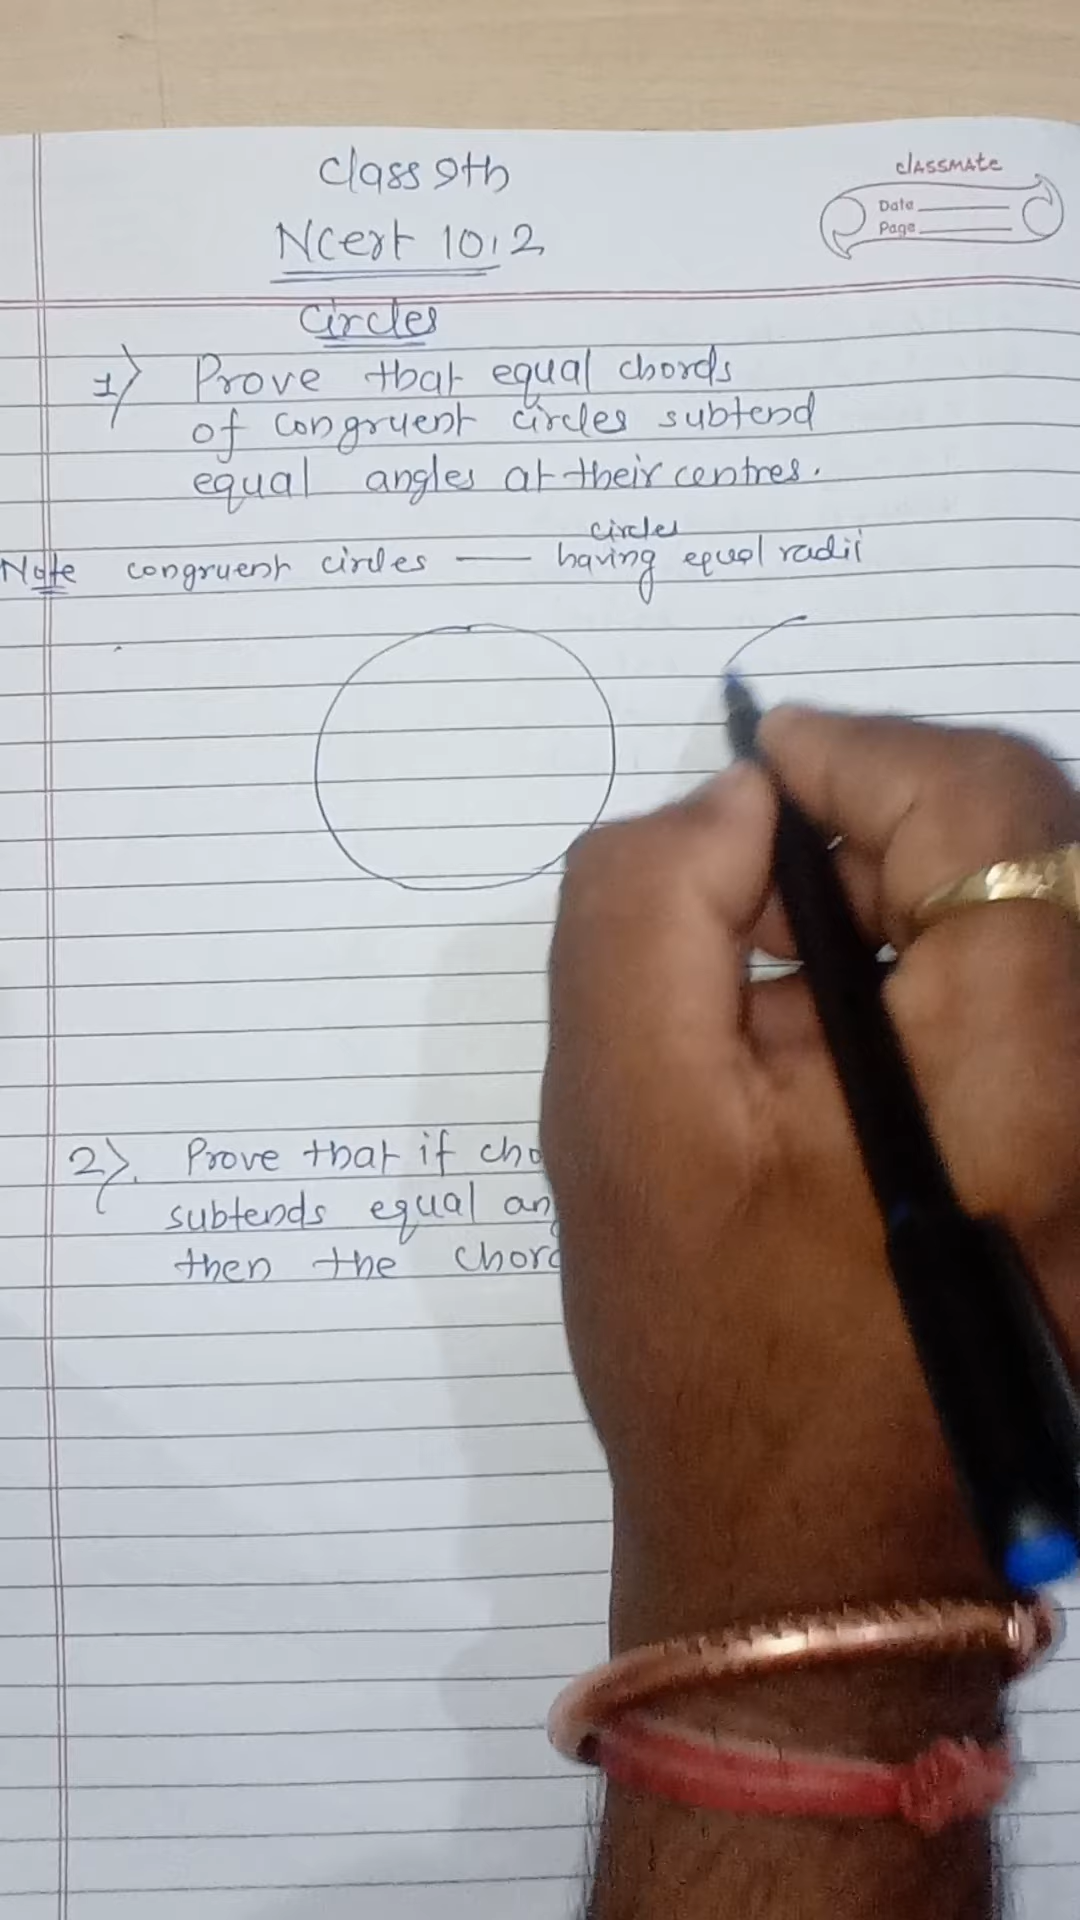 Class 9th
classmate
Date
Page
Ncert 10.2
Circles
1) Prove that equal chords
of congruent circles subtend
equal angles at their centres.
circles
Note congruent circles — having equal radii
2). Prove that if cho
subtends equal an
then the chord